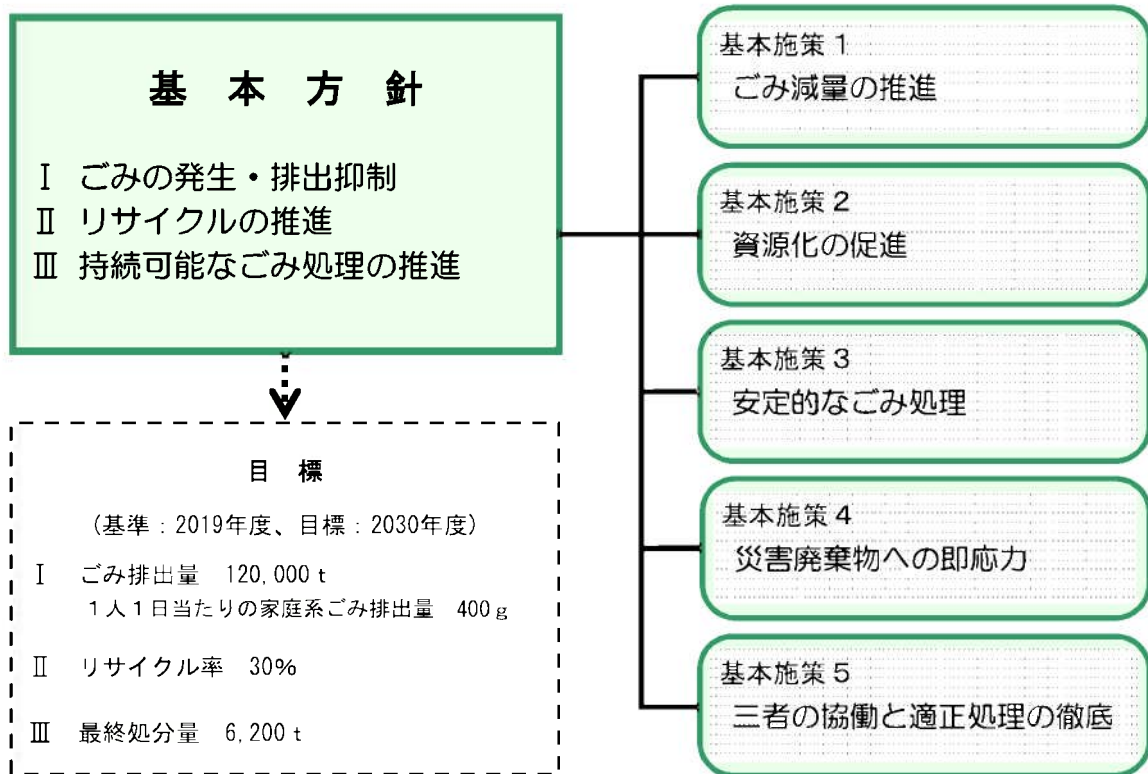 基本方針
Ⅰ ごみの発生・排出抑制
Ⅱ リサイクルの推進
Ⅲ 持続可能なごみ処理の推進
目標
(基準：2019年度、目標：2030年度)
Ⅰ ごみ排出量 120,000 t
１人１日当たりの家庭系ごみ排出量 400ｇ
Ⅱ リサイクル率 30%
Ⅲ 最終処分量 6,200 t
基本施策１
ごみ減量の推進
基本施策２
資源化の促進
基本施策３
安定的なごみ処理
基本施策４
災害廃棄物への即応力
基本施策５
三者の協働と適正処理の徹底